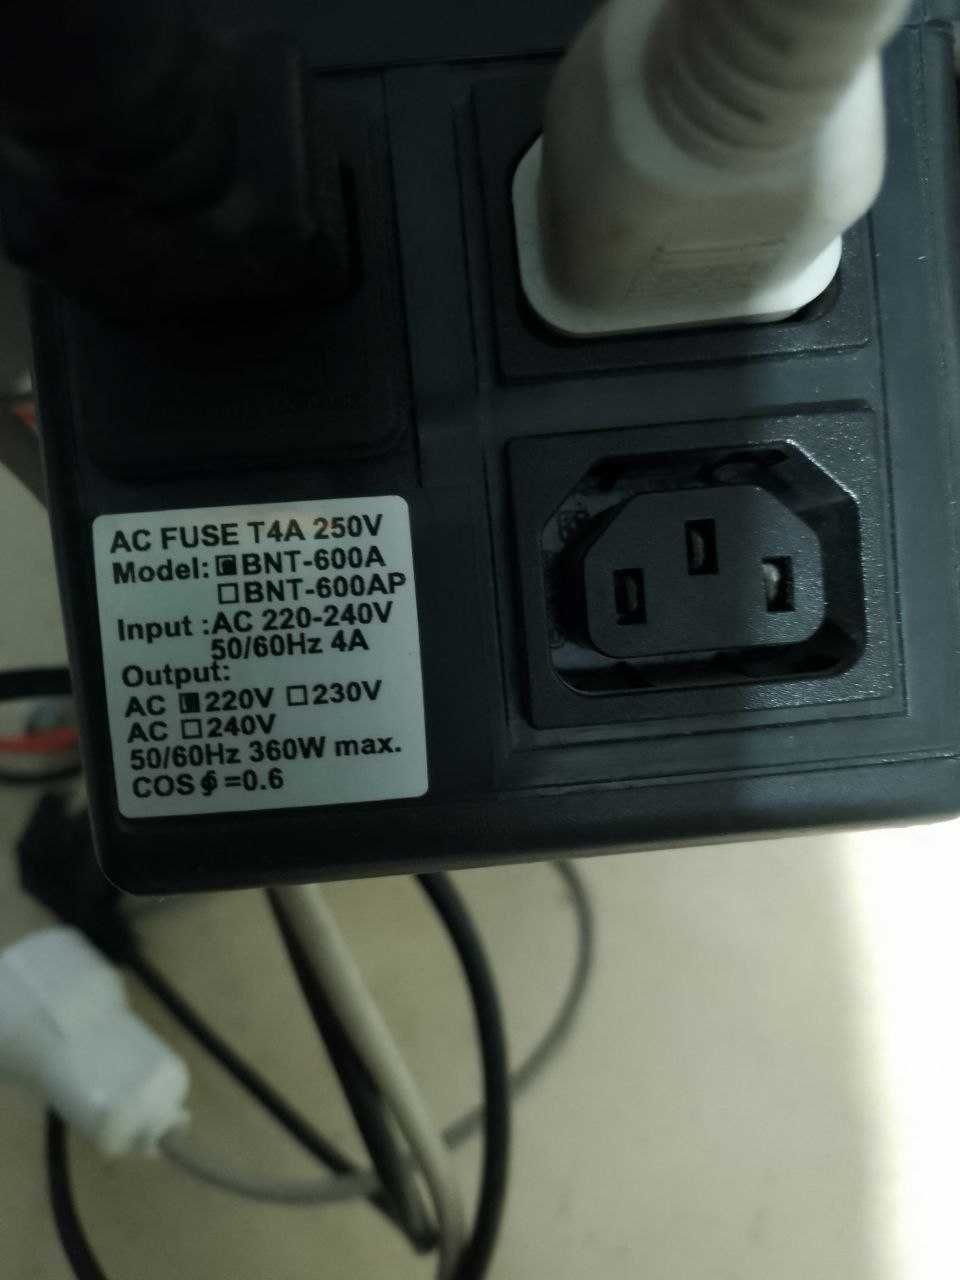 AC FUSE T4A 250V
Model: BNT-600A
BNT-600AP
Input :AC 220-240V
50/60Hz 4A
Output:
AC 220V 230V
AC 240V
50/60Hz 360W max.
COS∮=0.6